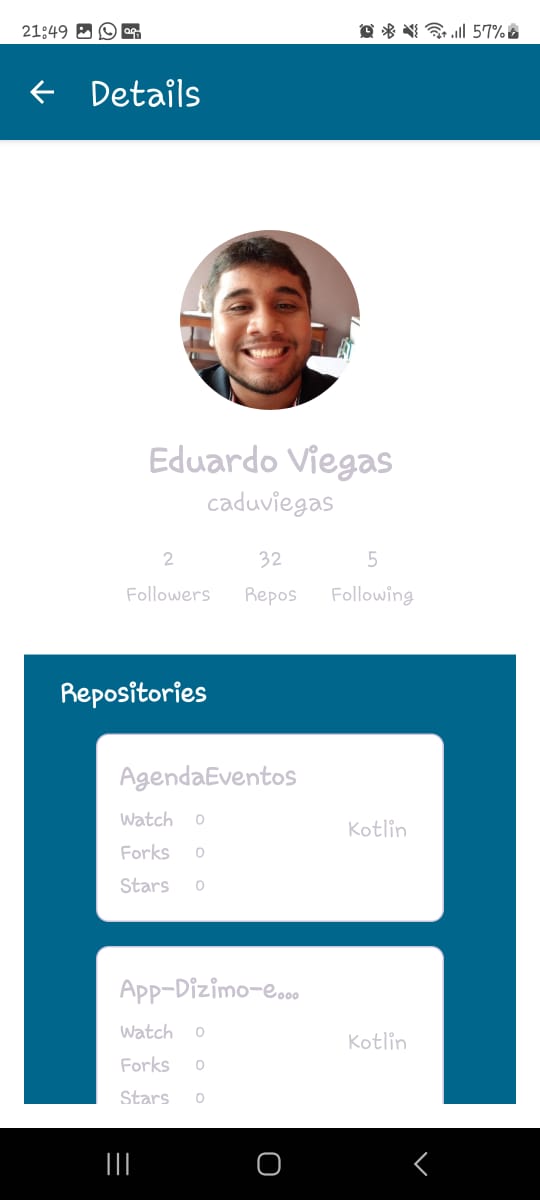 21:49 57%
Details
Eduardo Viegas
caduviegas
2 32 5
Followers Repos Following
Repositories
AgendaEventos
Watch 0
Kotlin
Forks 0
Stars 0
App-Dizimo-e...
Watch 0
Kotlin
Forks 0
Stars 0